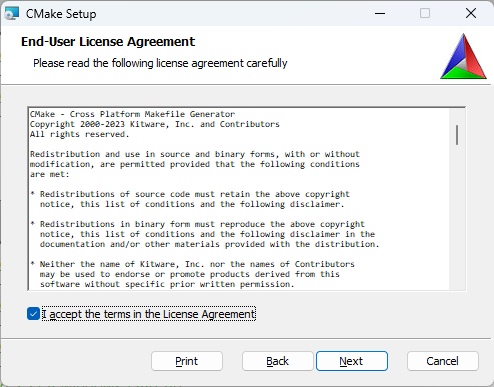 CMake Setup
End-User License Agreement
Please read the following license agreement carefully
CMake - Cross Platform Makefile Generator
Copyright 2000-2023 Kitware, Inc. and Contributors
All rights reserved.
Redistribution and use in source and binary forms, with or without
modification, are permitted provided that the following conditions
are met:
* Redistributions of source code must retain the above copyright
notice, this list of conditions and the following disclaimer.
* Redistributions in binary form must reproduce the above copyright
notice, this list of conditions and the following disclaimer in the
documentation and/or other materials provided with the distribution.
* Neither the name of Kitware, Inc. nor the names of Contributors
may be used to endorse or promote products derived from this
software without specific prior written permission.
I accept the terms in the License Agreement
Print Back Next Cancel